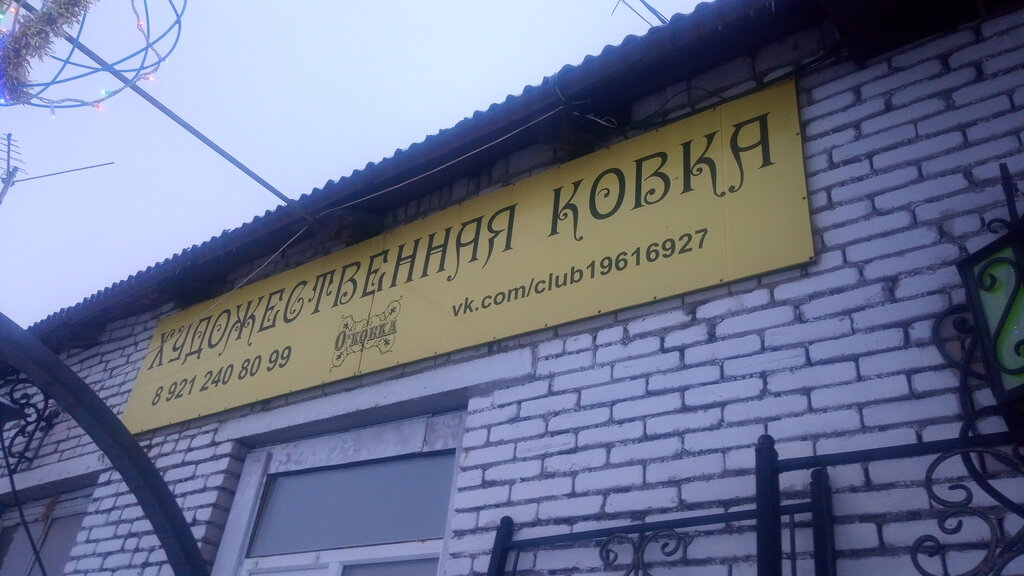 ХУДОЖЕСТВЕННАЯ КОВКА
8 921 240 80 99
О'КОВКА
vk.com/club19616927